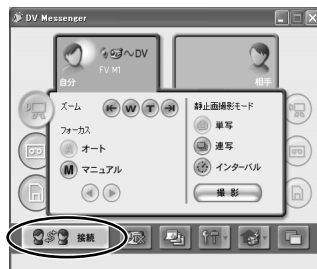 DV Messenger
～DV
FV M1
自分
相手
ズーム
W T
静止画撮影モード
単写
フォーカス
オート
連写
M マニュアル
インターバル
撮 影
接続